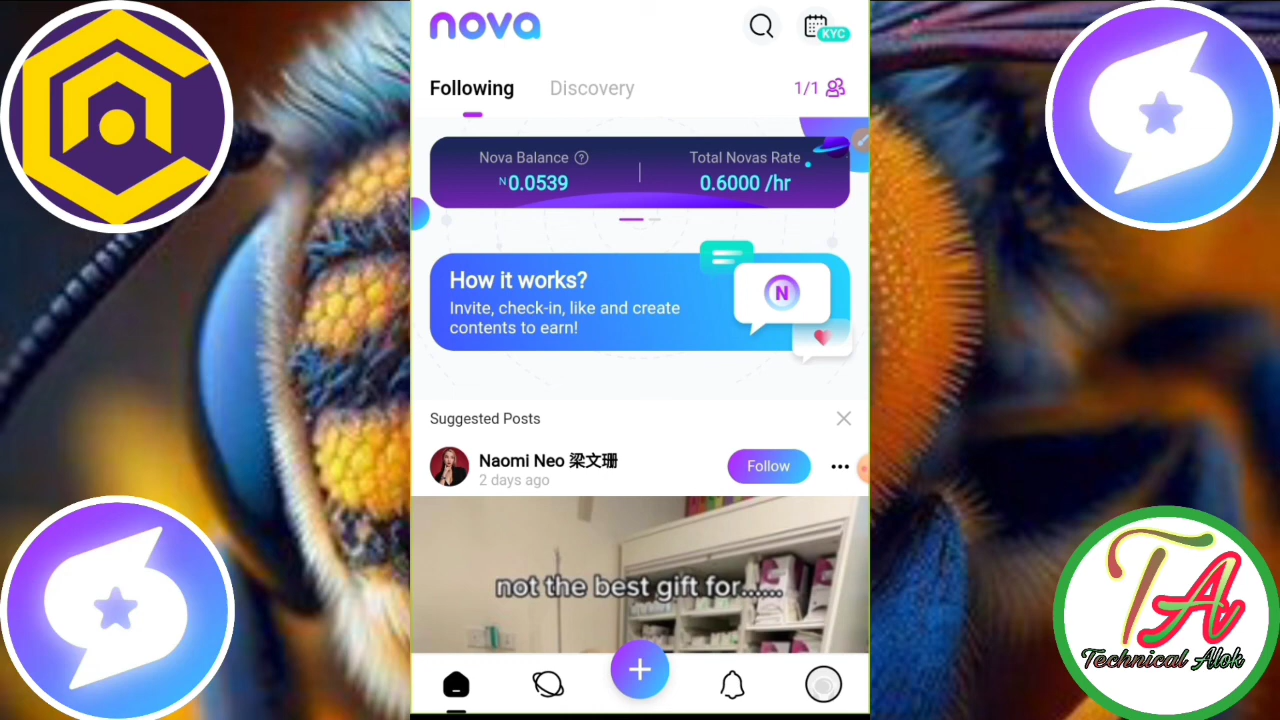 nova
KYC
Following
Discovery
1/1
Nova Balance ?
Total Novas Rate
N0.0539
0.6000 /hr
How it works?
Invite, check-in, like and create
contents to earn!
N
Suggested Posts
Naomi Neo 梁文珊
2 days ago
Follow
not the best gift for......
TA
Technical Alok